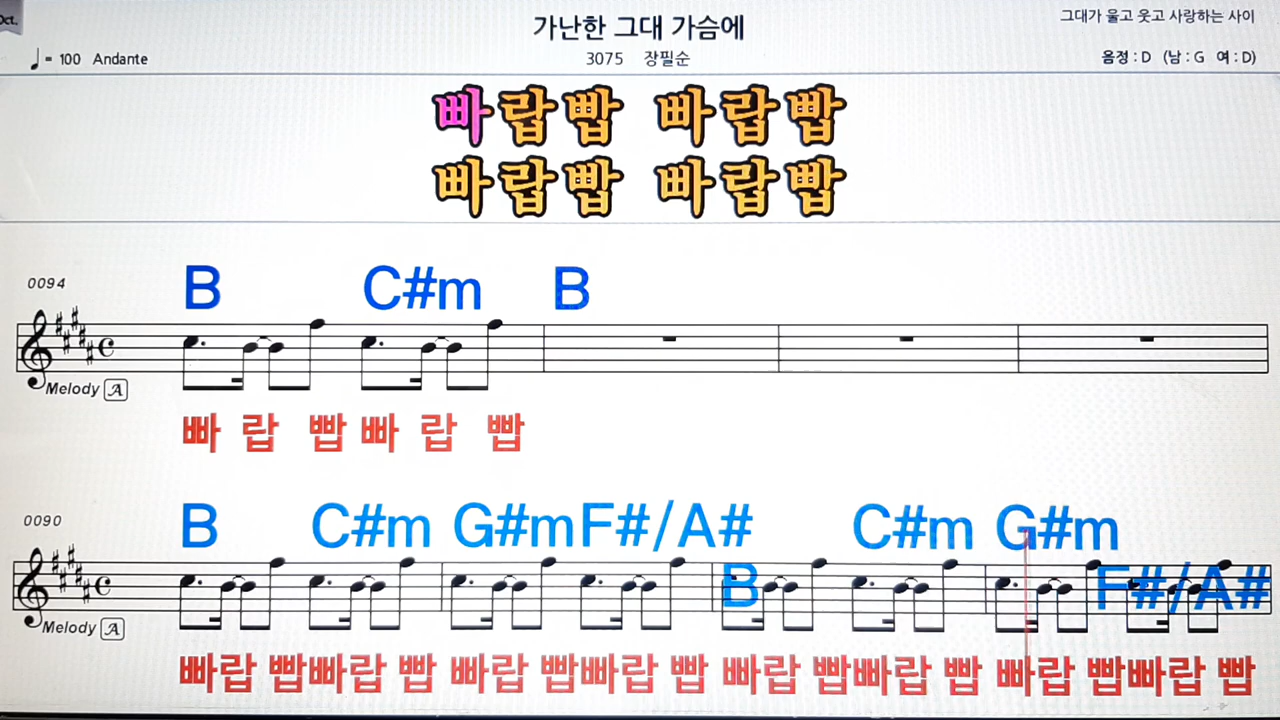 Oct.
가난한 그대 가슴에
그대가 울고 웃고 사랑하는 사이
♩= 100 Andante
3075 장필순
음정 : D (남 : G 여 : D)
빠랍빱 빠랍빱
빠랍빱 빠랍빱
0094
B C#m B
Melody A
빠 랍 빱 빠 랍 빱
0090
B C#m G#m F#/A# B C#m G#m F#/A#
Melody A
빠랍 빱빠랍 빱 빠랍 빱빠랍 빱 빠랍 빱빠랍 빱 빠랍 빱빠랍 빱